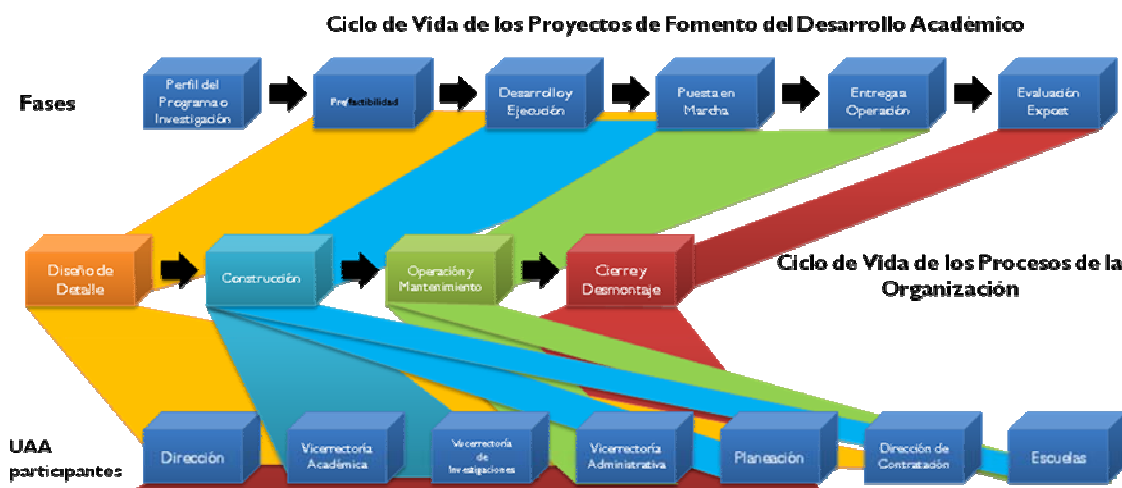 Ciclo de Vida de los Proyectos de Fomento del Desarrollo Académico
Fases
Perfil del
Programa o
Investigación
Prefactibilidad
Desarrollo y
Ejecución
Puesta en
Marcha
Entrega a
Operación
Evaluación
Expost
Diseño de
Detalle
Construcción
Operación y
Mantenimiento
Cierre y
Desmontaje
Ciclo de Vida de los Procesos de la
Organización
UAA
participantes
Dirección
Vicerrectoría
Académica
Vicerrectoría
de
Investigaciones
Vicerrectoría
Administrativa
Planeación
Dirección de
Contratación
Escuelas